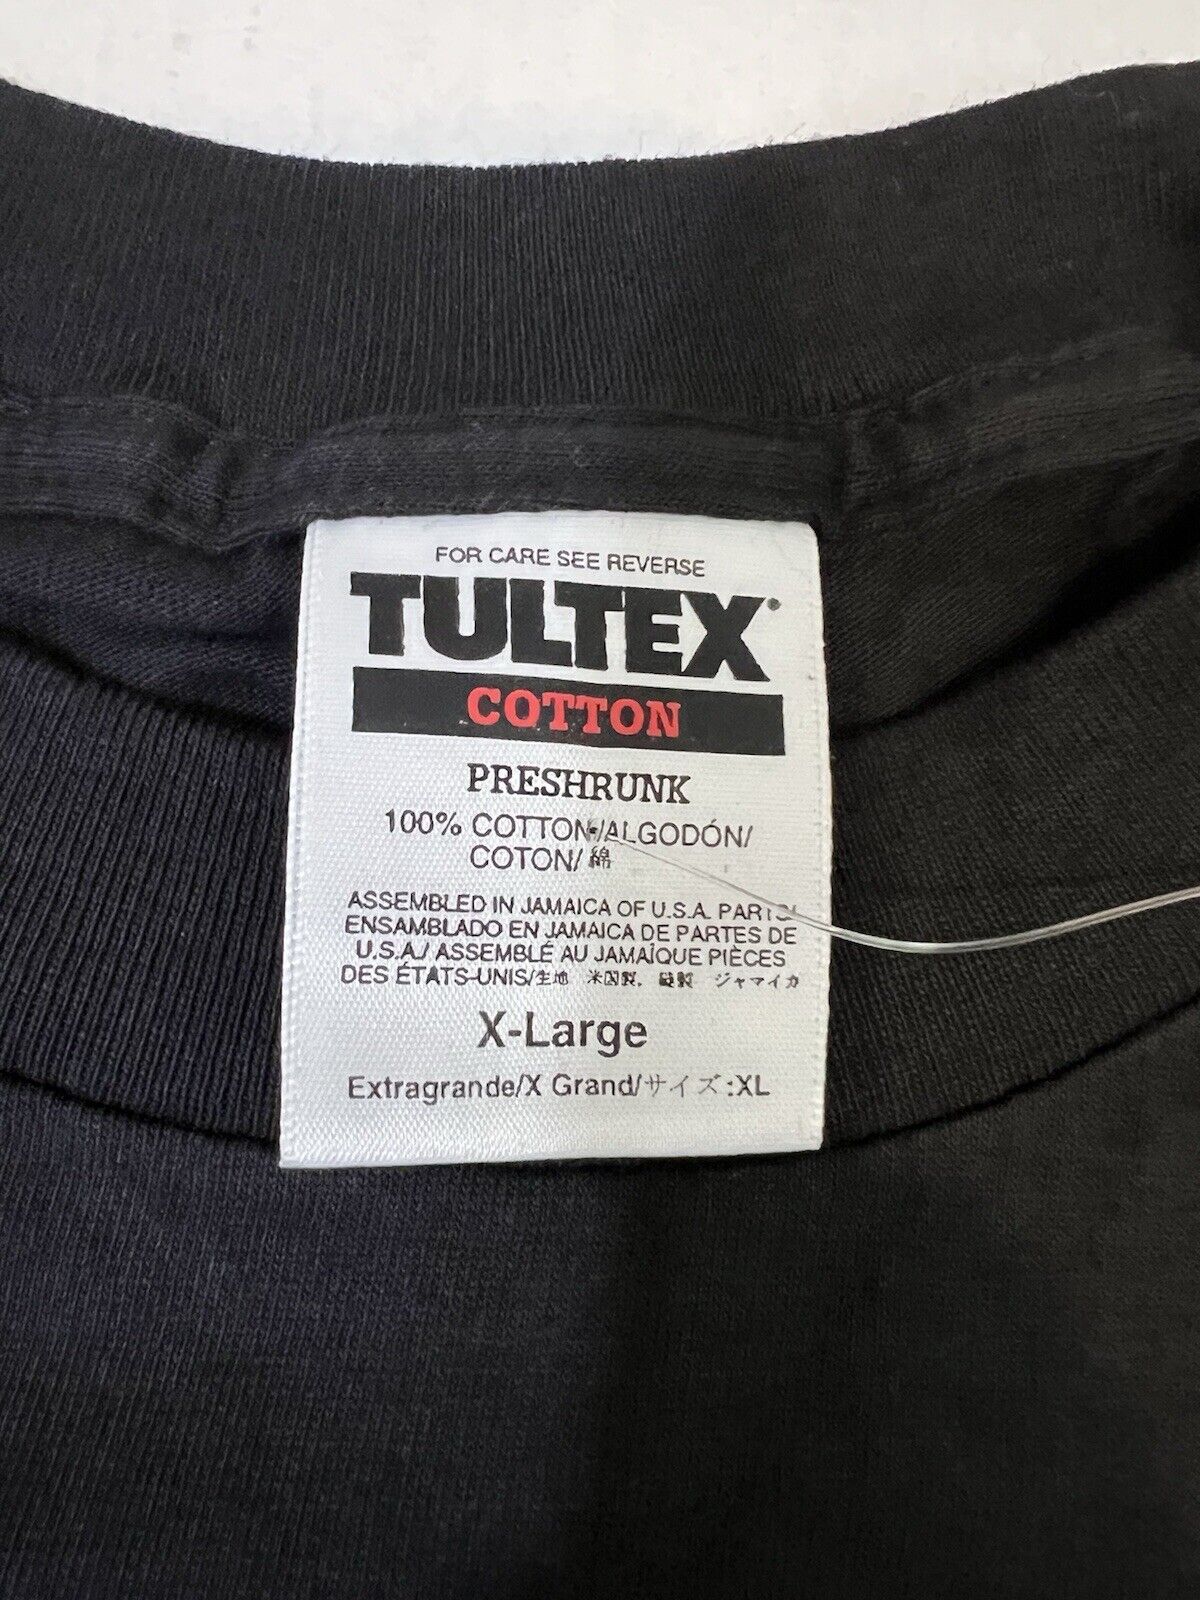 FOR CARE SEE REVERSE
TULTEX®
COTTON
PRESHRUNK
100% COTTON/ALGODÓN/
COTON/綿
ASSEMBLED IN JAMAICA OF U.S.A. PARTS/
ENSAMBLADO EN JAMAICA DE PARTES DE
U.S.A./ ASSEMBLÉ AU JAMAÏQUE PIÈCES
DES ÉTATS-UNIS/生地 米国製, 縫製 ジャマイカ
X-Large
Extragrande/X Grand/サイズ:XL